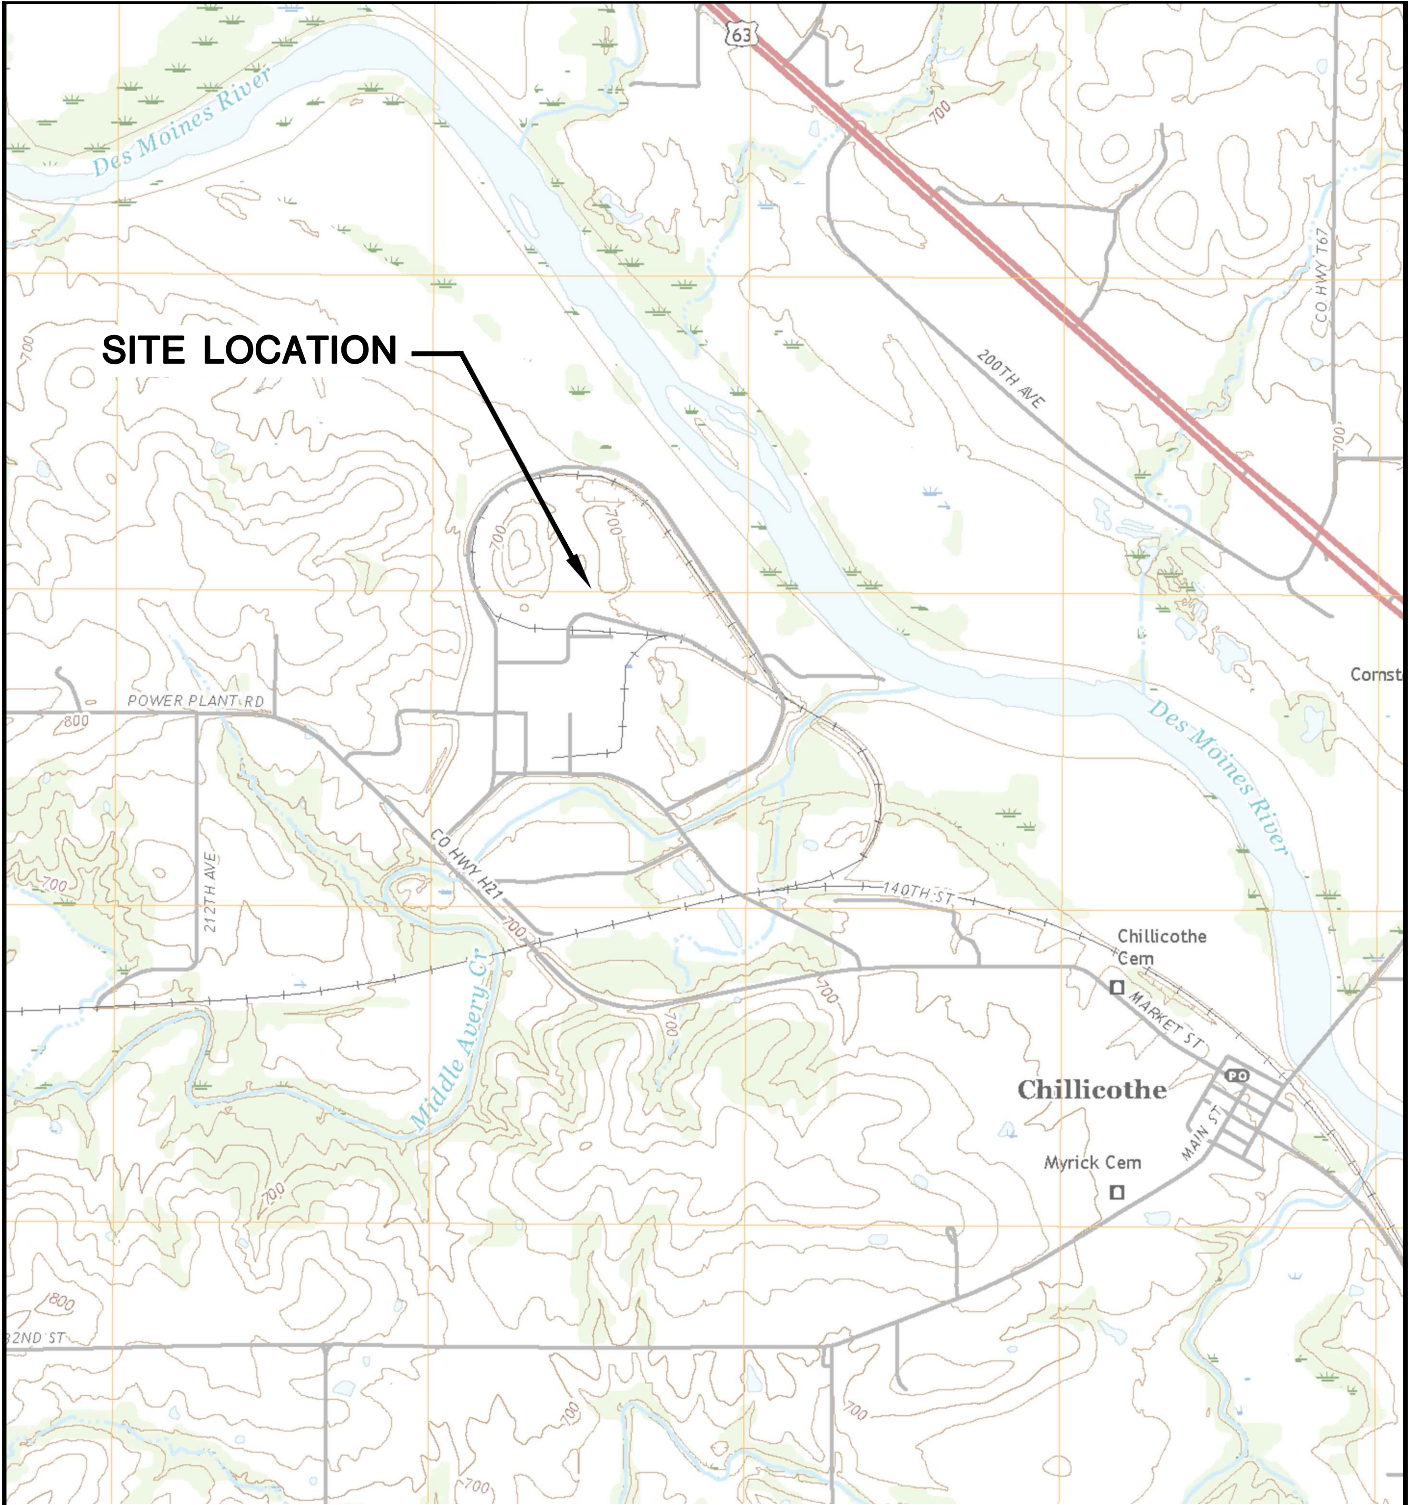 63
Des Moines River
700
CO HWY T67
700
SITE LOCATION
200TH AVE
700
700
700
Cornst
POWER PLANT RD
800
Des Moines River
CO HWY H21
212TH AVE
700
140TH ST
700
Chillicothe
Cem
Middle Avery Cr
700
MARKET ST
700
PO
Chillicothe
MAIN ST
Myrick Cem
700
800
32ND ST
700
700
700